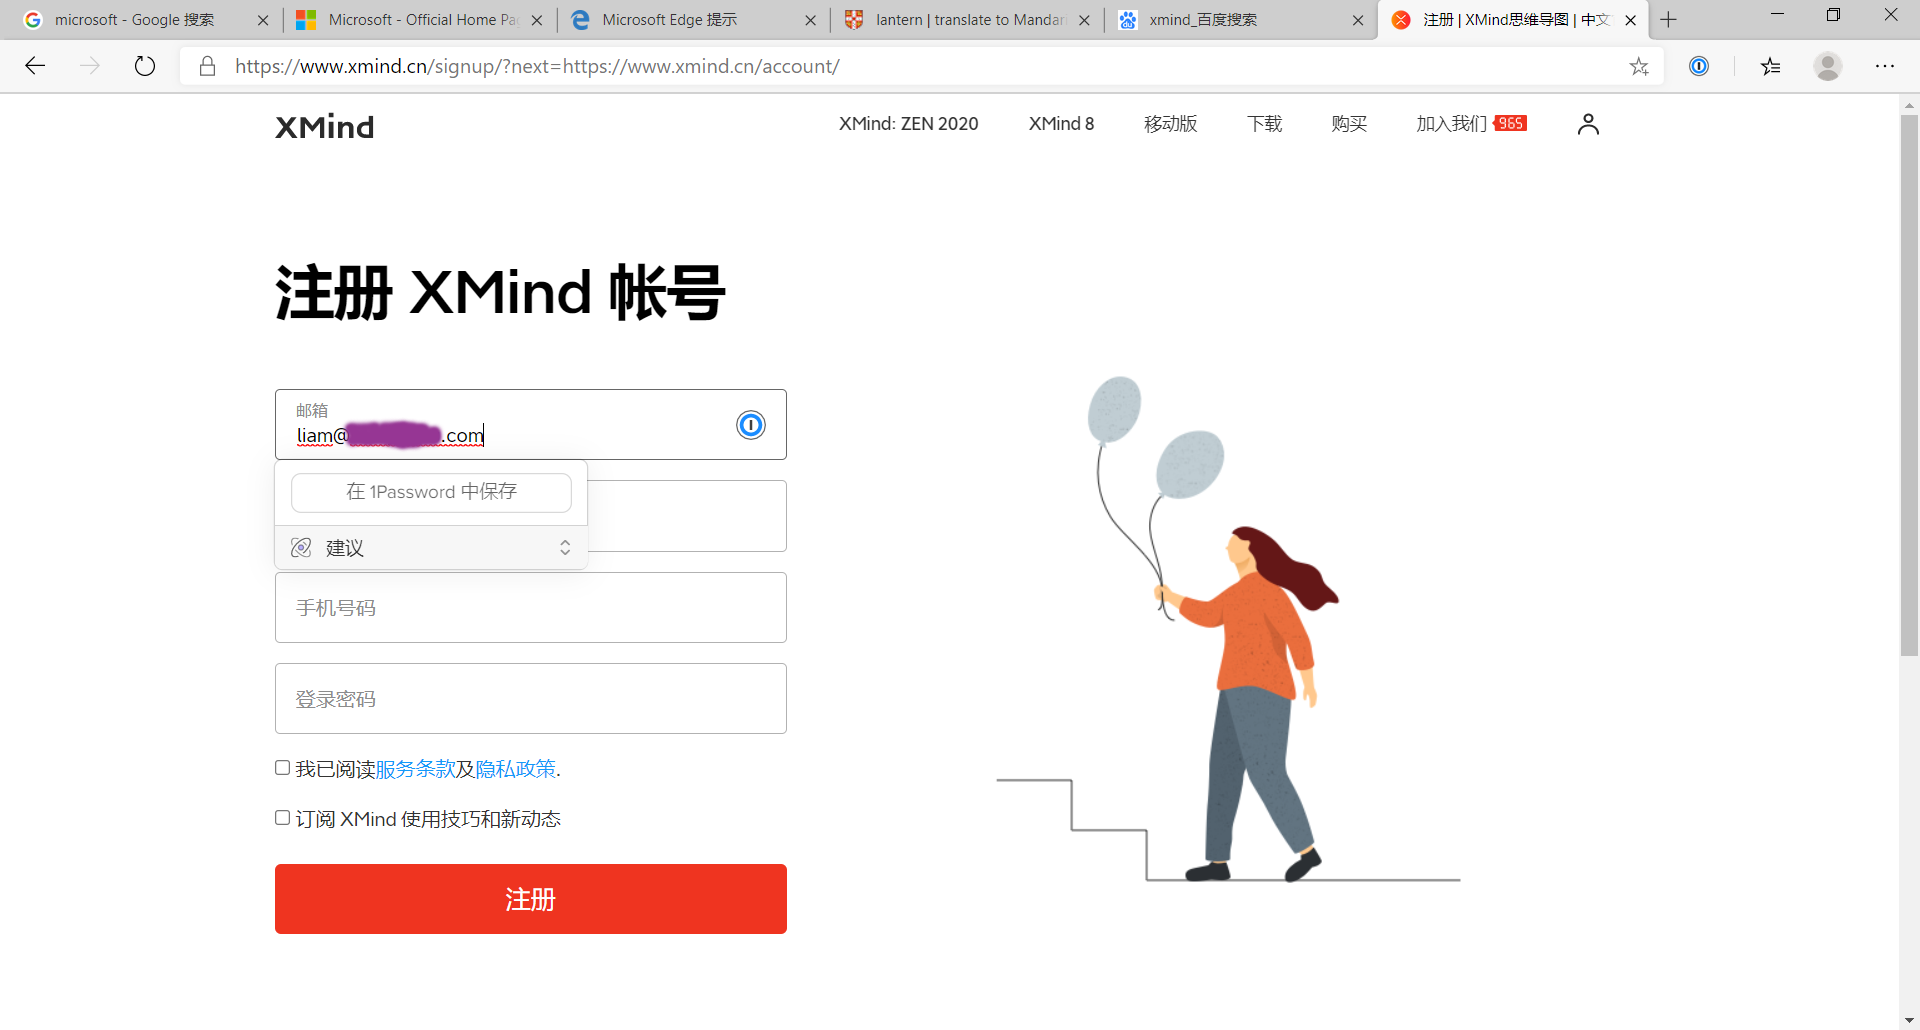 microsoft - Google 搜索
Microsoft - Official Home Pa
Microsoft Edge 提示
lantern | translate to Mandar
xmind_百度搜索
注册 | XMind思维导图 | 中文
https://www.xmind.cn/signup/?next=https://www.xmind.cn/account/
XMind
XMind: ZEN 2020
XMind 8
移动版
下载
购买
加入我们 965
注册 XMind 帐号
邮箱
liam@ .com
在 1Password 中保存
建议
手机号码
登录密码
我已阅读服务条款及隐私政策.
订阅 XMind 使用技巧和新动态
注册